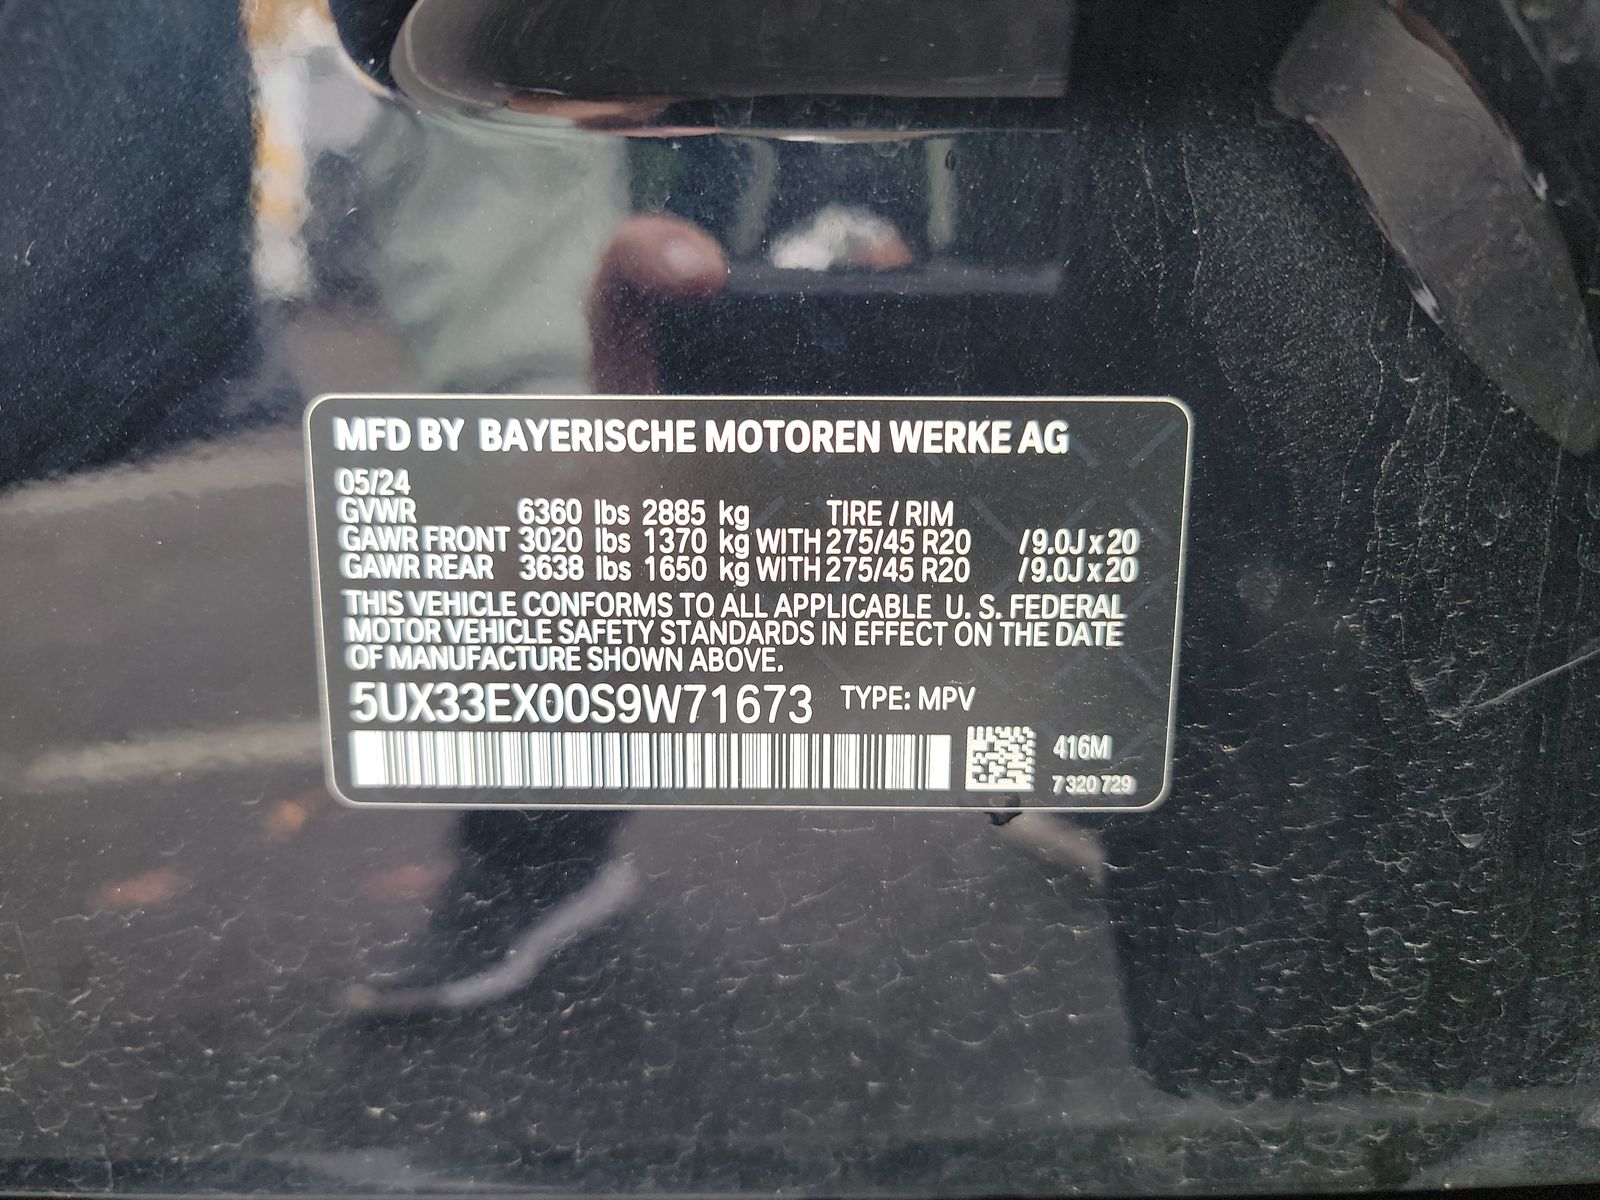 MFD BY BAYERISCHE MOTOREN WERKE AG
05/24
GVWR 6360 lbs 2885 kg TIRE / RIM
GAWR FRONT 3020 lbs 1370 kg WITH 275/45 R20 / 9.0J x 20
GAWR REAR 3638 lbs 1650 kg WITH 275/45 R20 / 9.0J x 20
THIS VEHICLE CONFORMS TO ALL APPLICABLE U. S. FEDERAL
MOTOR VEHICLE SAFETY STANDARDS IN EFFECT ON THE DATE
OF MANUFACTURE SHOWN ABOVE.
5UX33EX00S9W71673 TYPE: MPV
416M
7 320 729